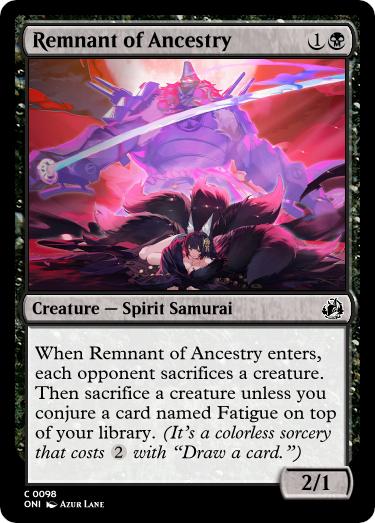 Remnant of Ancestry 1
Creature — Spirit Samurai
When Remnant of Ancestry enters,
each opponent sacrifices a creature.
Then sacrifice a creature unless you
conjure a card named Fatigue on top
of your library. (It's a colorless sorcery
that costs 2 with “Draw a card.”)
2/1
C 0098
ONI AZUR LANE